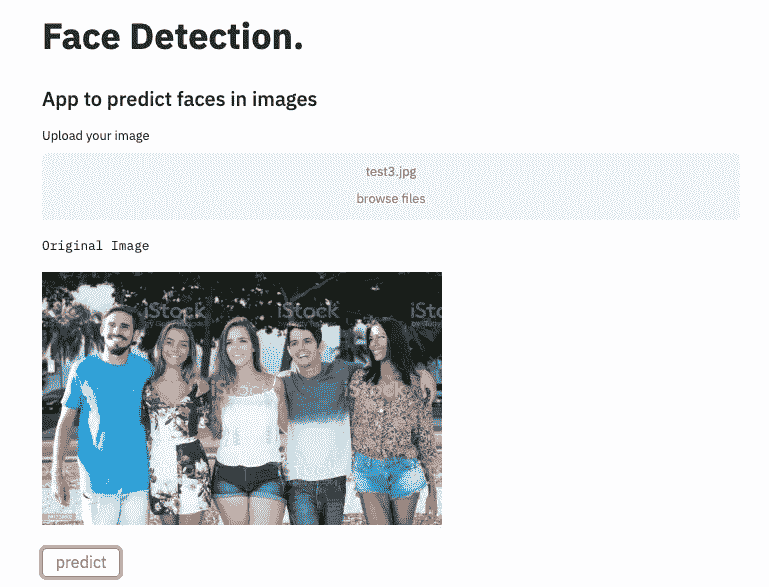 Face Detection.
App to predict faces in images
Upload your image
test3.jpg
browse files
Original Image
iStock iStock iStock
iStock iStock
predict